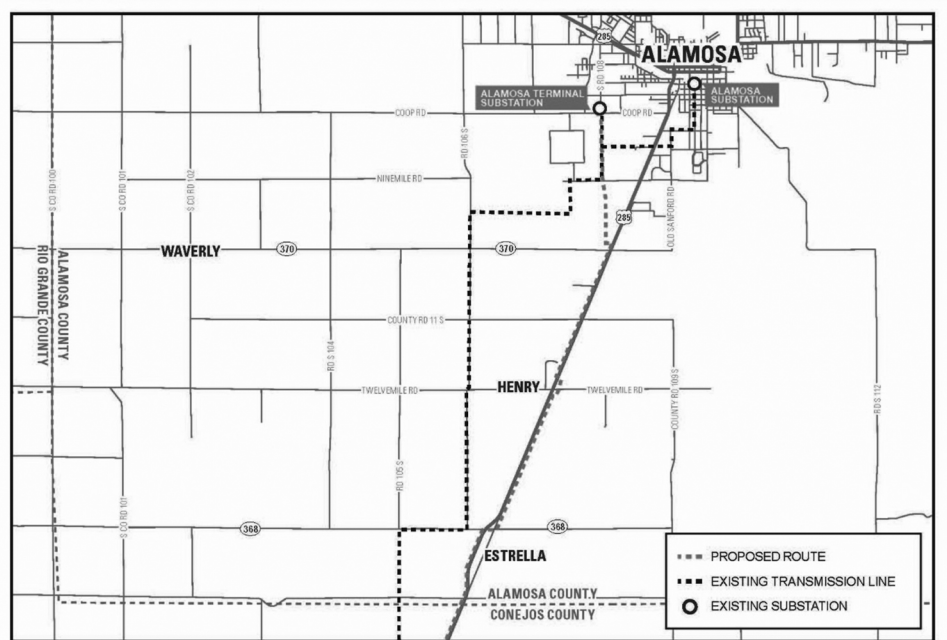 285
ALAMOSA
S RD 108
ALAMOSA TERMINAL
SUBSTATION
ALAMOSA
SUBSTATION
COOP RD
COOP RD
RD 106 S
S CO RD 100
S CO RD 101
S CO RD 102
NINEMILE RD
OLD SANFORD RD
285
WAVERLY
370
370
RIO GRANDE COUNTY
ALAMOSA COUNTY
COUNTY RD 11 S
RD S 104
HENRY
TWELVEMILE RD
TWELVEMILE RD
COUNTY RD 109 S
RD S 112
RD 105 S
S CO RD 101
368
368
ESTRELLA
ALAMOSA COUNTY
CONEJOS COUNTY
PROPOSED ROUTE
EXISTING TRANSMISSION LINE
EXISTING SUBSTATION